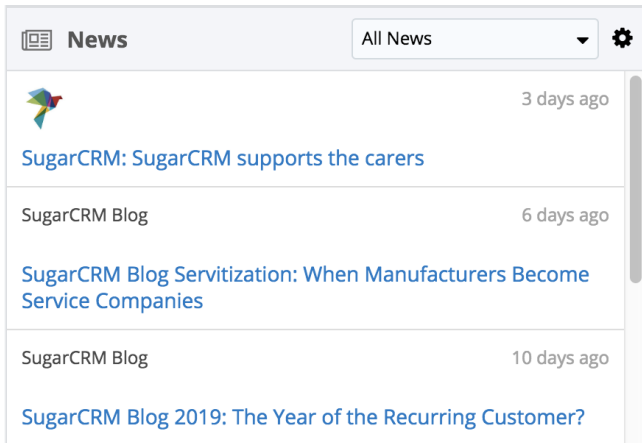 News
All News
3 days ago
SugarCRM: SugarCRM supports the carers
SugarCRM Blog
6 days ago
SugarCRM Blog Servitization: When Manufacturers Become
Service Companies
SugarCRM Blog
10 days ago
SugarCRM Blog 2019: The Year of the Recurring Customer?